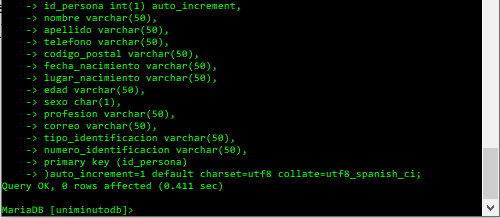 -> id_persona int(1) auto_increment,
-> nombre varchar(50),
-> apellido varchar(50),
-> telefono varchar(50),
-> codigo_postal varchar(50),
-> fecha_nacimiento varchar(50),
-> lugar_nacimiento varchar(50),
-> edad varchar(50),
-> sexo char(1),
-> profesion varchar(50),
-> correo varchar(50),
-> tipo_identificacion varchar(50),
-> numero_identificacion varchar(50),
-> primary key (id_persona)
-> )auto_increment=1 default charset=utf8 collate=utf8_spanish_ci;
Query OK, 0 rows affected (0.411 sec)
MariaDB [uniminutodb]>